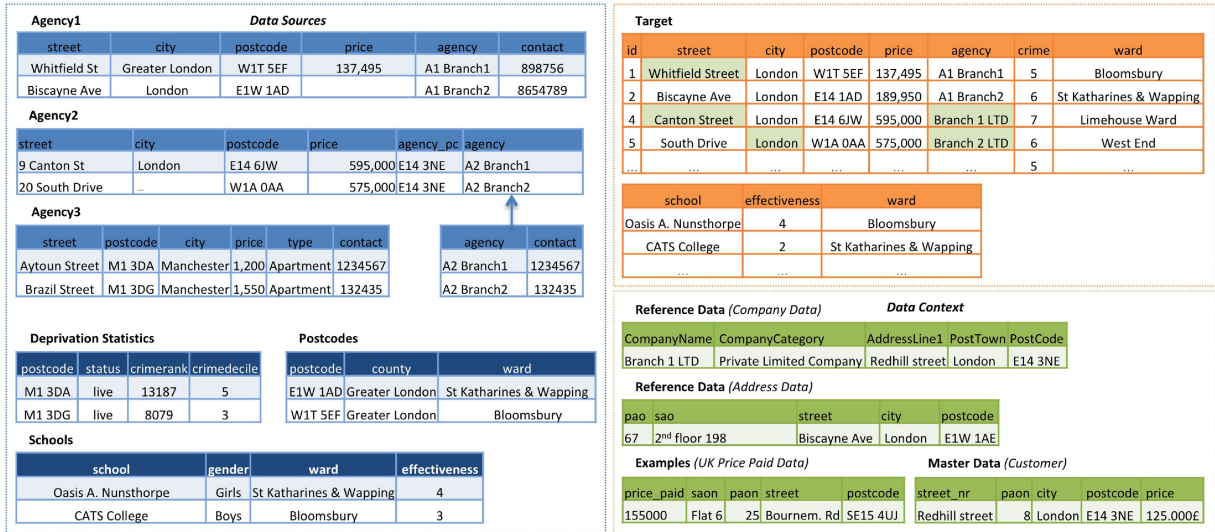 Data Sources
Agency1
street city postcode price agency contact
Whitfield St Greater London W1T 5EF 137,495 A1 Branch1 898756
Biscayne Ave London E1W 1AD A1 Branch2 8654789
Agency2
street city postcode price agency_pc agency
9 Canton St London E14 6JW 595,000 E14 3NE A2 Branch1
20 South Drive – W1A 0AA 575,000 E14 3NE A2 Branch2
Agency3
street postcode city price type contact
Aytoun Street M1 3DA Manchester 1,200 Apartment 1234567
Brazil Street M1 3DG Manchester 1,550 Apartment 132435
agency contact
A2 Branch1 1234567
A2 Branch2 132435
Deprivation Statistics
postcode status crimerank crimedecile
M1 3DA live 13187 5
M1 3DG live 8079 3
Postcodes
postcode county ward
E1W 1AD Greater London St Katharines & Wapping
W1T 5EF Greater London Bloomsbury
Schools
school gender ward effectiveness
Oasis A. Nunsthorpe Girls St Katharines & Wapping 4
CATS College Boys Bloomsbury 3
Target
id street city postcode price agency crime ward
1 Whitfield Street London W1T 5EF 137,495 A1 Branch1 5 Bloomsbury
2 Biscayne Ave London E14 1AD 189,950 A1 Branch2 6 St Katharines & Wapping
4 Canton Street London E14 6JW 595,000 Branch 1 LTD 7 Limehouse Ward
5 South Drive London W1A 0AA 575,000 Branch 2 LTD 6 West End
... ... ... ... ... ... 5 ...
school effectiveness ward
Oasis A. Nunsthorpe 4 Bloomsbury
CATS College 2 St Katharines & Wapping
... ... ...
Data Context
Reference Data (Company Data)
CompanyName CompanyCategory AddressLine1 PostTown PostCode
Branch 1 LTD Private Limited Company Redhill street London E14 3NE
Reference Data (Address Data)
pao sao street city postcode
67 2nd floor 198 Biscayne Ave London E1W 1AE
Examples (UK Price Paid Data)
price_paid saon paon street postcode
155000 Flat 6 25 Bournem. Rd SE15 4UJ
Master Data (Customer)
street_nr paon city postcode price
Redhill street 8 London E14 3NE 125.000£